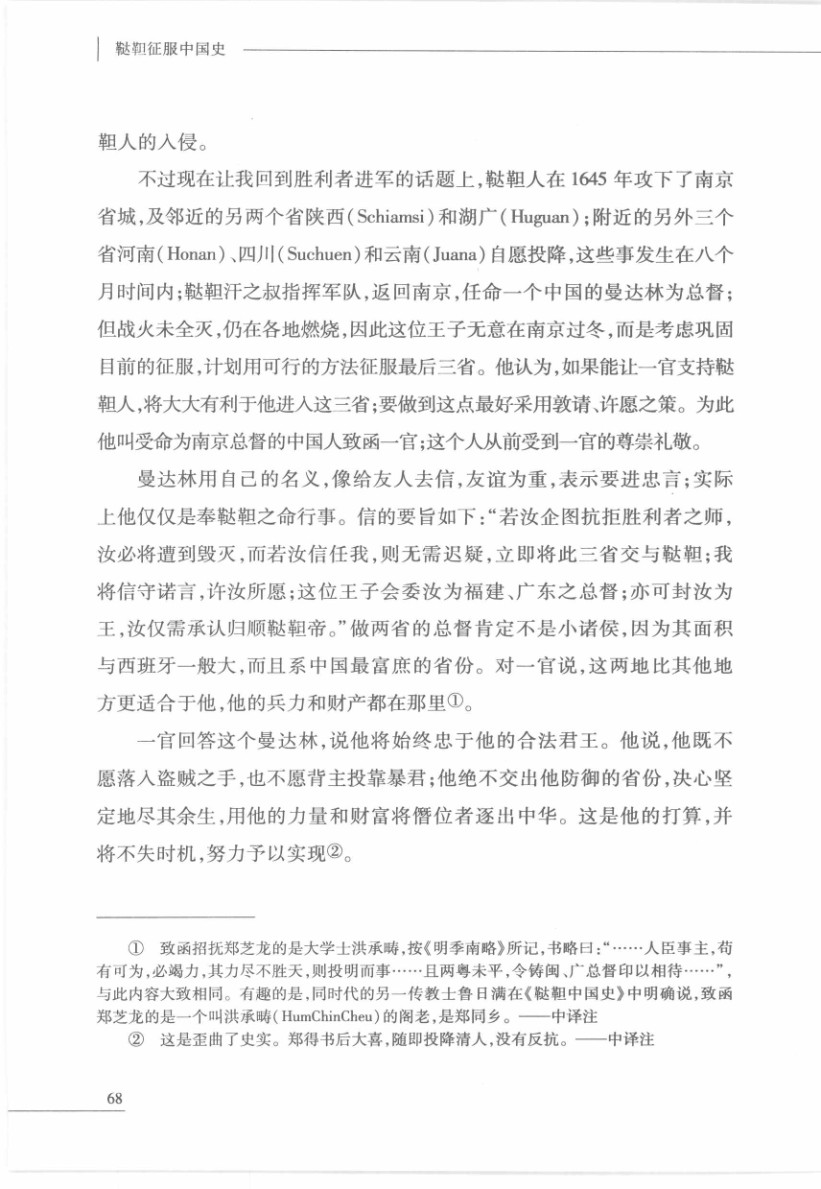 鞑靼征服中国史
靼人的入侵。
不过现在让我回到胜利者进军的话题上,鞑靼人在 1645 年攻下了南京
省城,及邻近的另两个省陕西(Schiamsi)和湖广(Huguan);附近的另外三个
省河南(Honan)、四川(Suchuen)和云南(Juana)自愿投降,这些事发生在八个
月时间内;鞑靼汗之叔指挥军队,返回南京,任命一个中国的曼达林为总督;
但战火未全灭,仍在各地燃烧,因此这位王子无意在南京过冬,而是考虑巩固
目前的征服,计划用可行的方法征服最后三省。他认为,如果能让一官支持鞑
靼人,将大大有利于他进入这三省;要做到这点最好采用敦请、许愿之策。为此
他叫受命为南京总督的中国人致函一官;这个人从前受到一官的尊崇礼敬。
曼达林用自己的名义,像给友人去信,友谊为重,表示要进忠言;实际
上他仅仅是奉鞑靼之命行事。信的要旨如下:“若汝企图抗拒胜利者之师,
汝必将遭到毁灭,而若汝信任我,则无需迟疑,立即将此三省交与鞑靼;我
将信守诺言,许汝所愿;这位王子会委汝为福建、广东之总督;亦可封汝为
王,汝仅需承认归顺鞑靼帝。”做两省的总督肯定不是小诸侯,因为其面积
与西班牙一般大,而且系中国最富庶的省份。对一官说,这两地比其他地
方更适合于他,他的兵力和财产都在那里①。
一官回答这个曼达林,说他将始终忠于他的合法君王。他说,他既不
愿落入盗贼之手,也不愿背主投靠暴君;他绝不交出他防御的省份,决心坚
定地尽其余生,用他的力量和财富将僭位者逐出中华。这是他的打算,并
将不失时机,努力予以实现②。
① 致函招抚郑芝龙的是大学士洪承畴,按《明季南略》所记,书略曰:“……人臣事主,苟
有可为,必竭力,其力尽不胜天,则投明而事……且两粤未平,令铸闽、广总督印以相待……”,
与此内容大致相同。有趣的是,同时代的另一传教士鲁日满在《鞑靼中国史》中明确说,致函
郑芝龙的是一个叫洪承畴(HumChinCheu)的阁老,是郑同乡。——中译注
② 这是歪曲了史实。郑得书后大喜,随即投降清人,没有反抗。——中译注
68